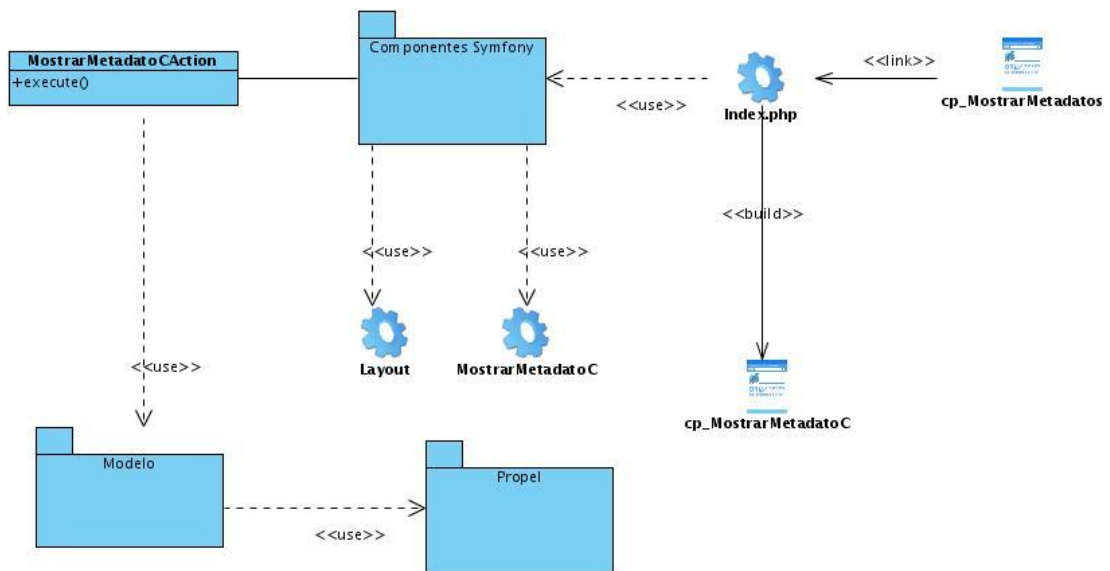 Componentes Symfony
MostrarMetadatoCAction
+execute()
<<link>>
<<use>>
Index.php
cp_MostrarMetadatos
<<build>>
<<use>>
<<use>>
Layout
MostrarMetadatoC
<<use>>
cp_MostrarMetadatoC
Modelo
Propel
<<use>>